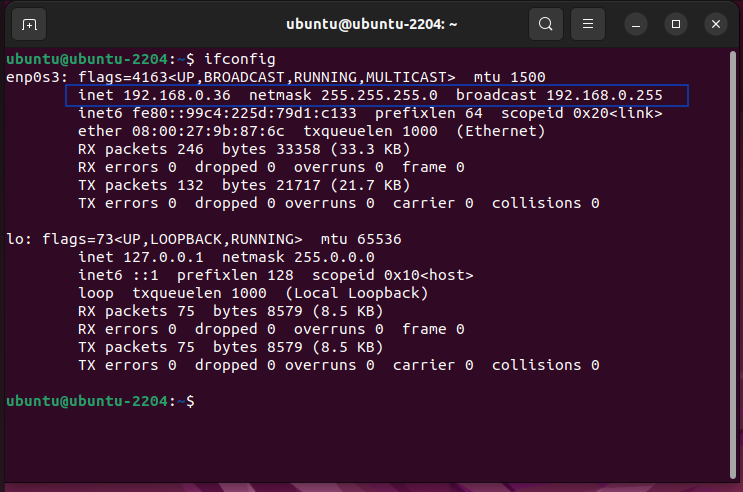 ubuntu@ubuntu-2204: ~
ubuntu@ubuntu-2204:~$ ifconfig
enp0s3: flags=4163<UP,BROADCAST,RUNNING,MULTICAST>  mtu 1500
        inet 192.168.0.36  netmask 255.255.255.0  broadcast 192.168.0.255
        inet6 fe80::99c4:225d:79d1:c133  prefixlen 64  scopeid 0x20<link>
        ether 08:00:27:9b:87:6c  txqueuelen 1000  (Ethernet)
        RX packets 246  bytes 33358 (33.3 KB)
        RX errors 0  dropped 0  overruns 0  frame 0
        TX packets 132  bytes 21717 (21.7 KB)
        TX errors 0  dropped 0 overruns 0  carrier 0  collisions 0

lo: flags=73<UP,LOOPBACK,RUNNING>  mtu 65536
        inet 127.0.0.1  netmask 255.0.0.0
        inet6 ::1  prefixlen 128  scopeid 0x10<host>
        loop  txqueuelen 1000  (Local Loopback)
        RX packets 75  bytes 8579 (8.5 KB)
        RX errors 0  dropped 0  overruns 0  frame 0
        TX packets 75  bytes 8579 (8.5 KB)
        TX errors 0  dropped 0 overruns 0  carrier 0  collisions 0

ubuntu@ubuntu-2204:~$